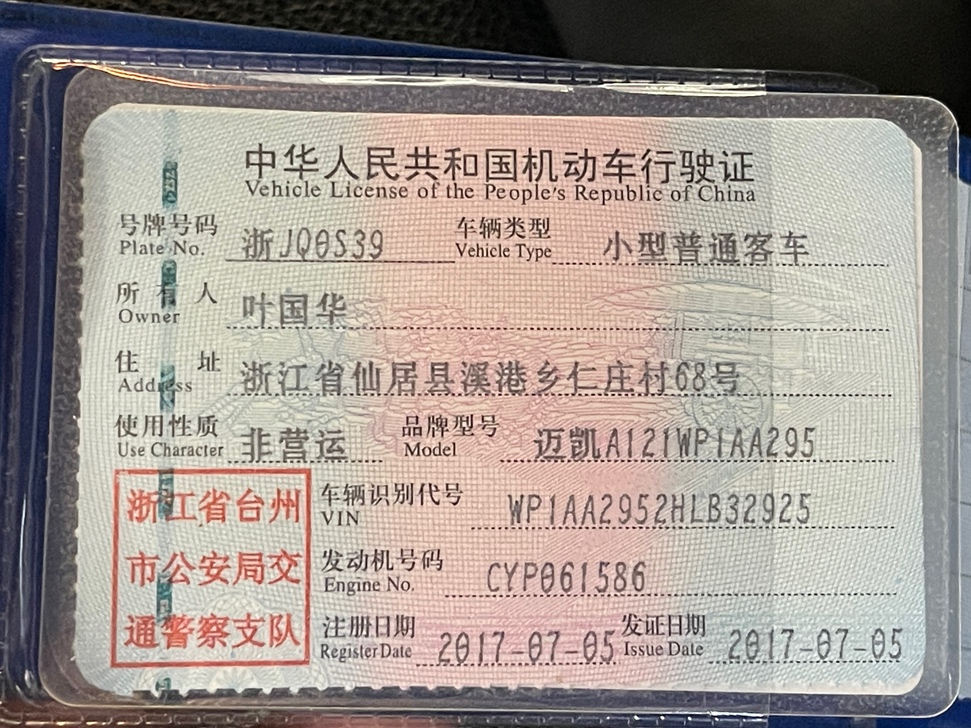 中华人民共和国机动车行驶证
Vehicle License of the People's Republic of China
号牌号码 浙JQ0S39 车辆类型 小型普通客车
Plate No. Vehicle Type
所有人 叶国华
Owner
住址 浙江省仙居县溪港乡仁庄村68号
Address
使用性质 非营运 品牌型号 迈凯A121WP1AA295
Use Character Model
浙江省台州
市公安局交
通警察支队
车辆识别代号 WP1AA2952HLB32925
VIN
发动机号码 CYP061586
Engine No.
注册日期 2017-07-05 发证日期 2017-07-05
Register Date Issue Date